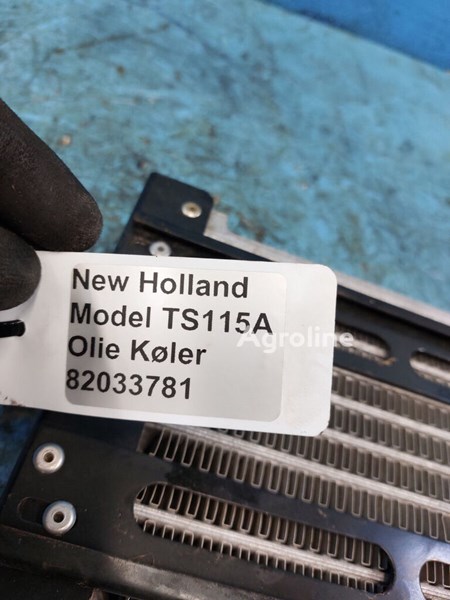 New Holland
Model TS115A
Agroline
Olie Køler
82033781